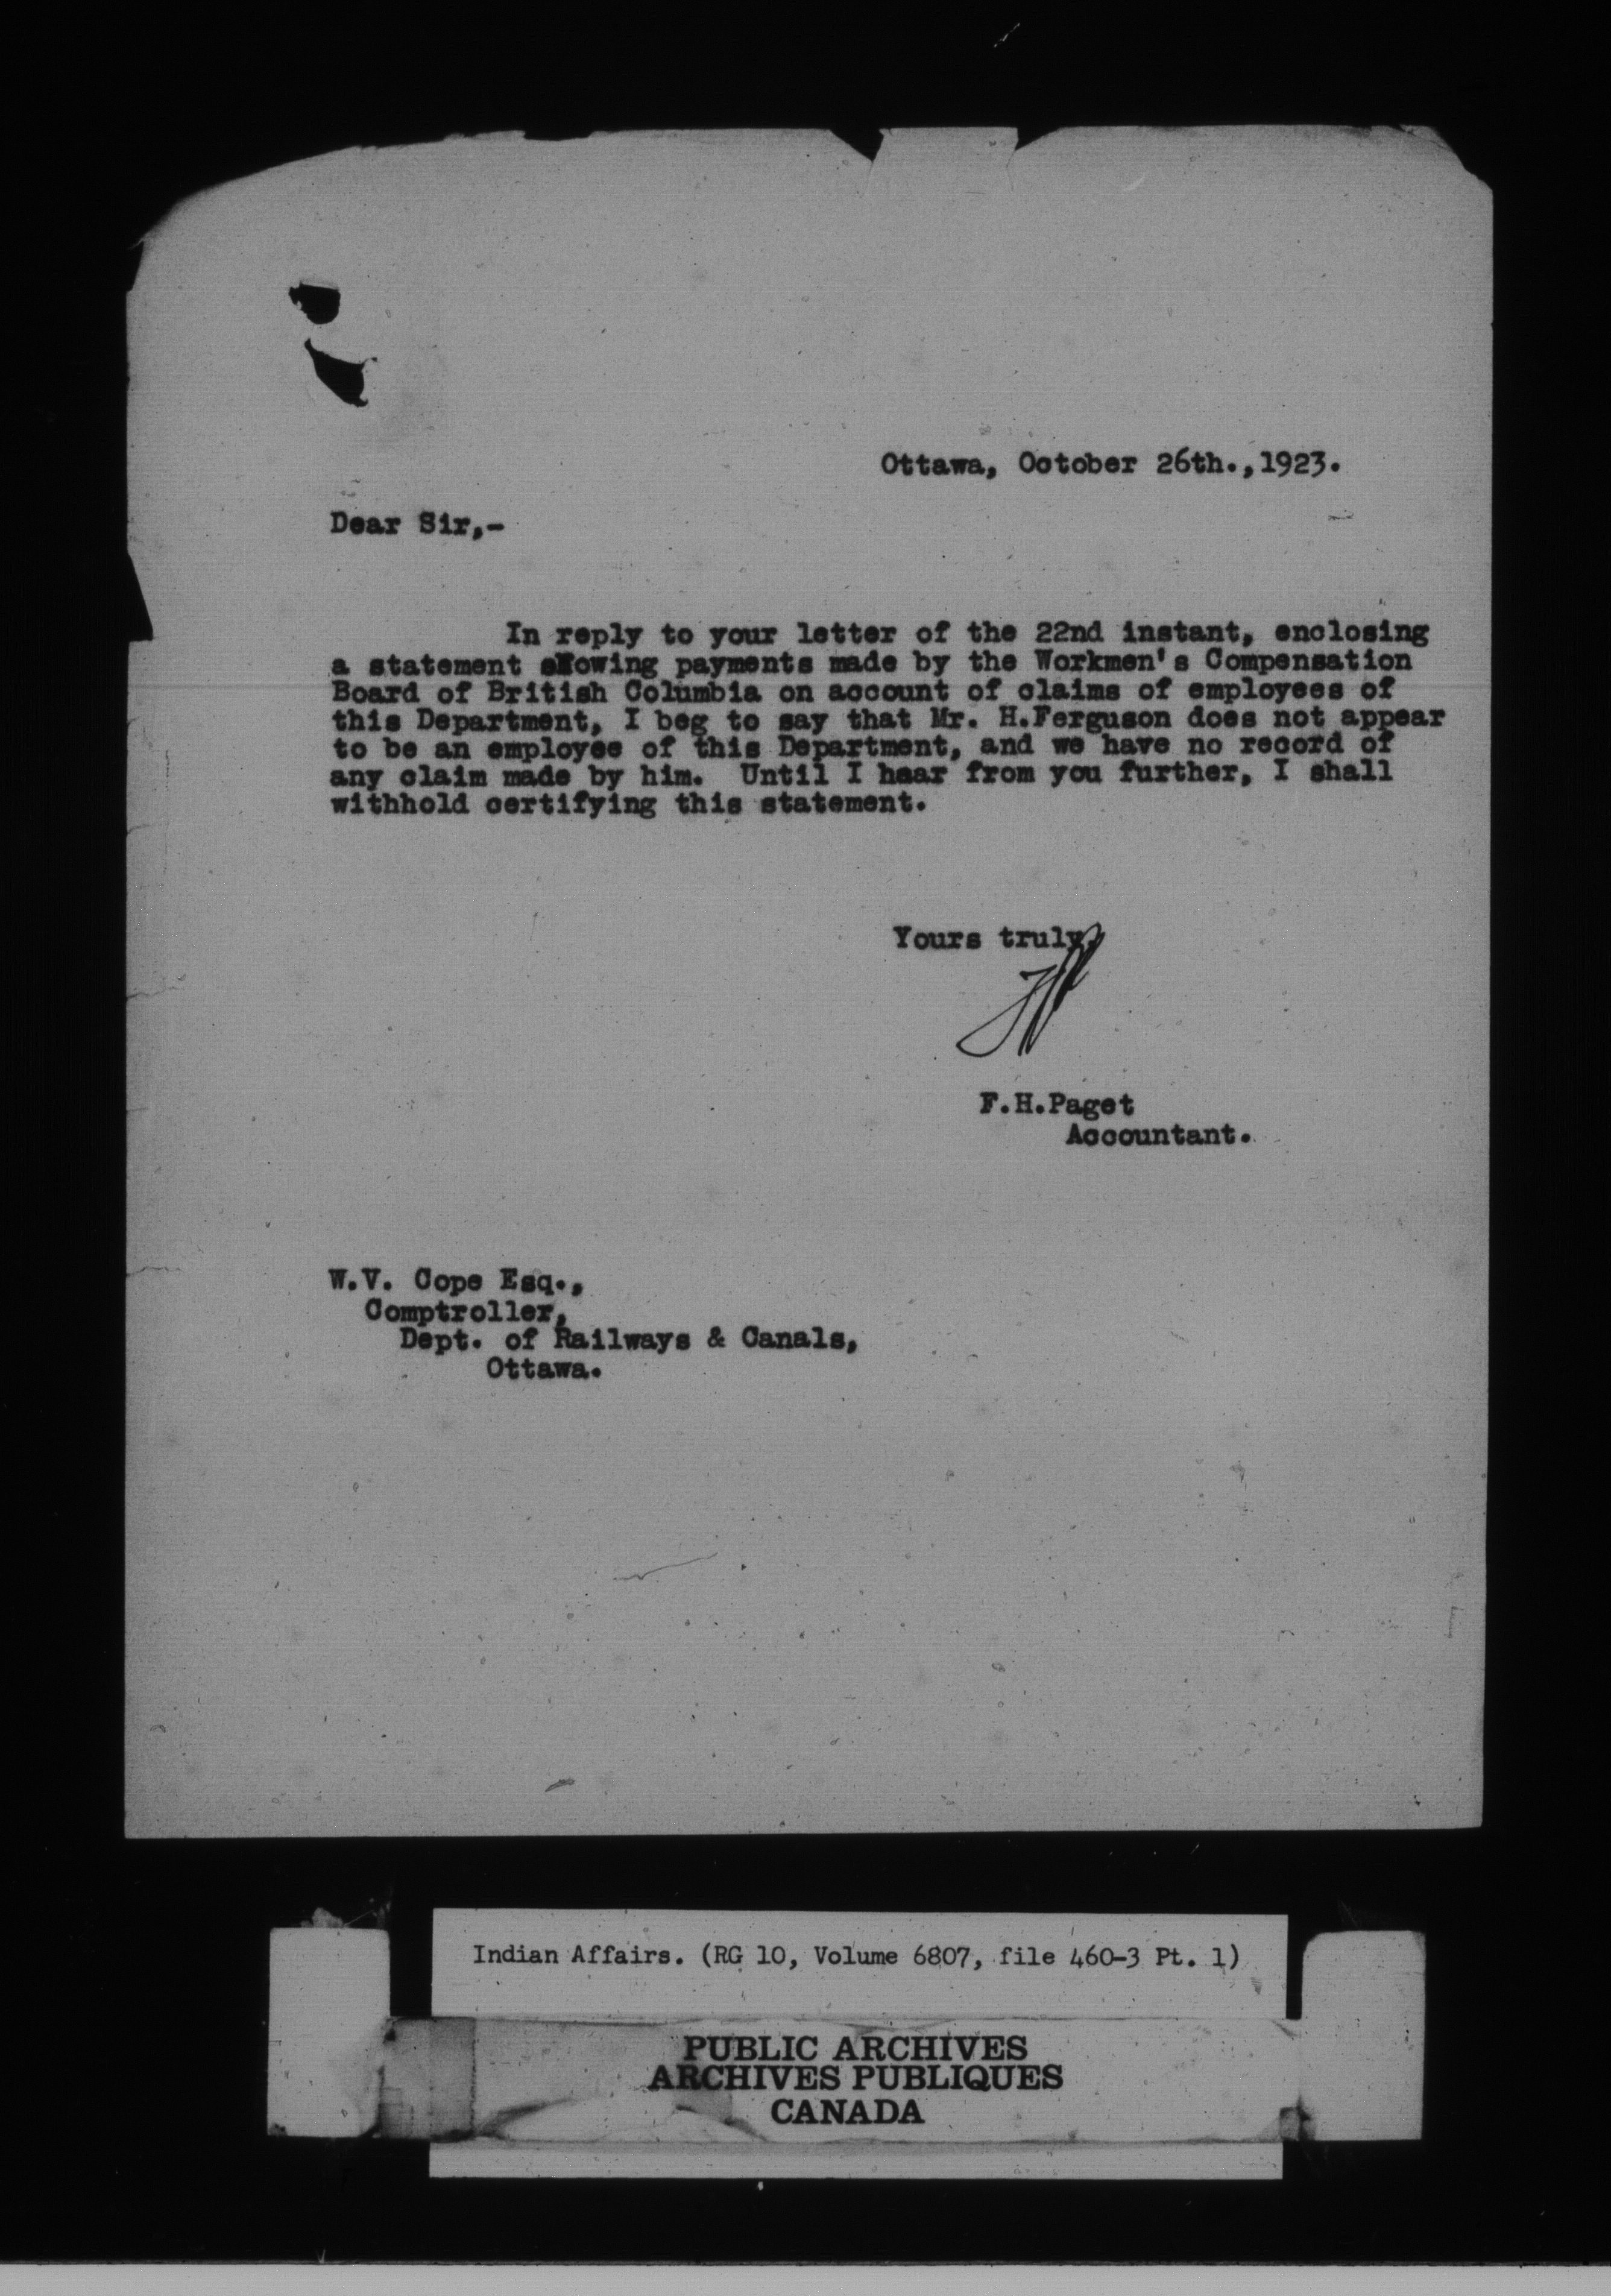 Ottawa, October 26th.,1923.
Dear Sir,-
In reply to your letter of the 22nd instant, enclosing
a statement showing payments made by the Workmen's Compensation
Board of British Columbia on account of claims of employees of
this Department, I beg to say that Mr. H.Ferguson does not appear
to be an employee of this Department, and we have no record of
any claim made by him. Until I hear from you further, I shall
withhold certifying this statement.
Yours truly,
F.H.Paget
Accountant.
W.V. Cope Esq.,
Comptroller,
Dept. of Railways & Canals,
Ottawa.
Indian Affairs. (RG 10, Volume 6807, file 460-3 Pt. 1)
PUBLIC ARCHIVES
ARCHIVES PUBLIQUES
CANADA